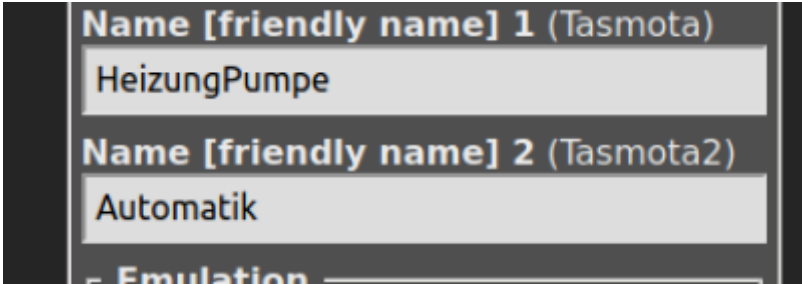 Name [friendly name] 1 (Tasmota)
HeizungPumpe
Name [friendly name] 2 (Tasmota2)
Automatik
Emulation